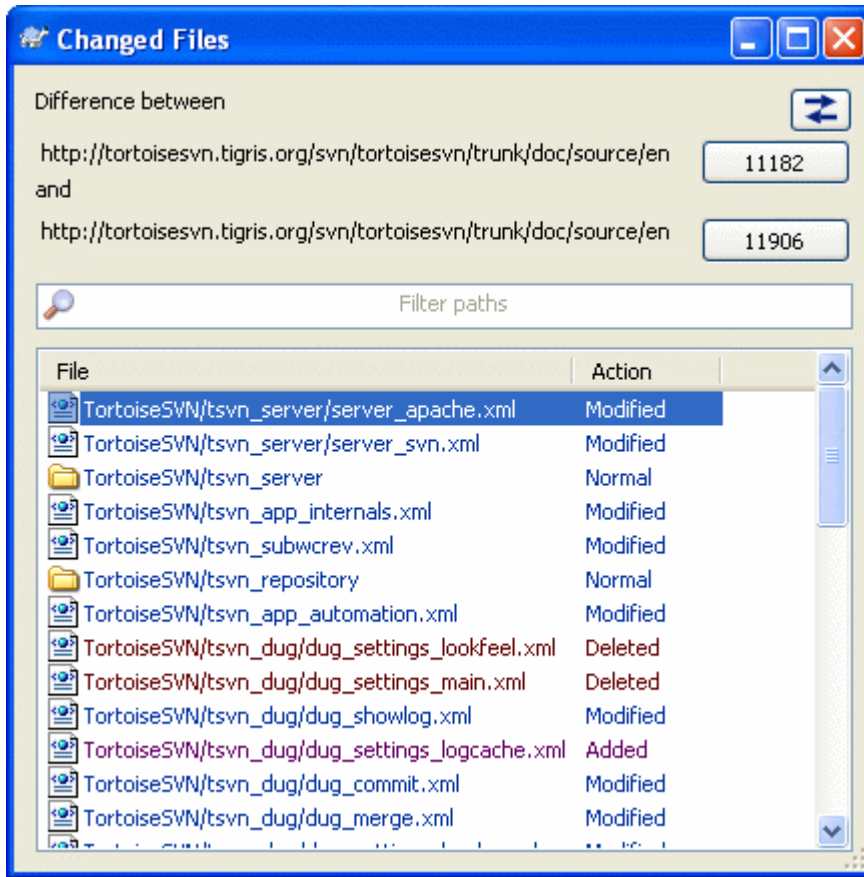 Changed Files
Difference between
http://tortoisesvn.tigris.org/svn/tortoisesvn/trunk/doc/source/en 11182
and
http://tortoisesvn.tigris.org/svn/tortoisesvn/trunk/doc/source/en 11906
Filter paths
File Action
TortoiseSVN/tsvn_server/server_apache.xml Modified
TortoiseSVN/tsvn_server/server_svn.xml Modified
TortoiseSVN/tsvn_server Normal
TortoiseSVN/tsvn_app_internals.xml Modified
TortoiseSVN/tsvn_subwcrev.xml Modified
TortoiseSVN/tsvn_repository Normal
TortoiseSVN/tsvn_app_automation.xml Modified
TortoiseSVN/tsvn_dug/dug_settings_lookfeel.xml Deleted
TortoiseSVN/tsvn_dug/dug_settings_main.xml Deleted
TortoiseSVN/tsvn_dug/dug_showlog.xml Modified
TortoiseSVN/tsvn_dug/dug_settings_logcache.xml Added
TortoiseSVN/tsvn_dug/dug_commit.xml Modified
TortoiseSVN/tsvn_dug/dug_merge.xml Modified